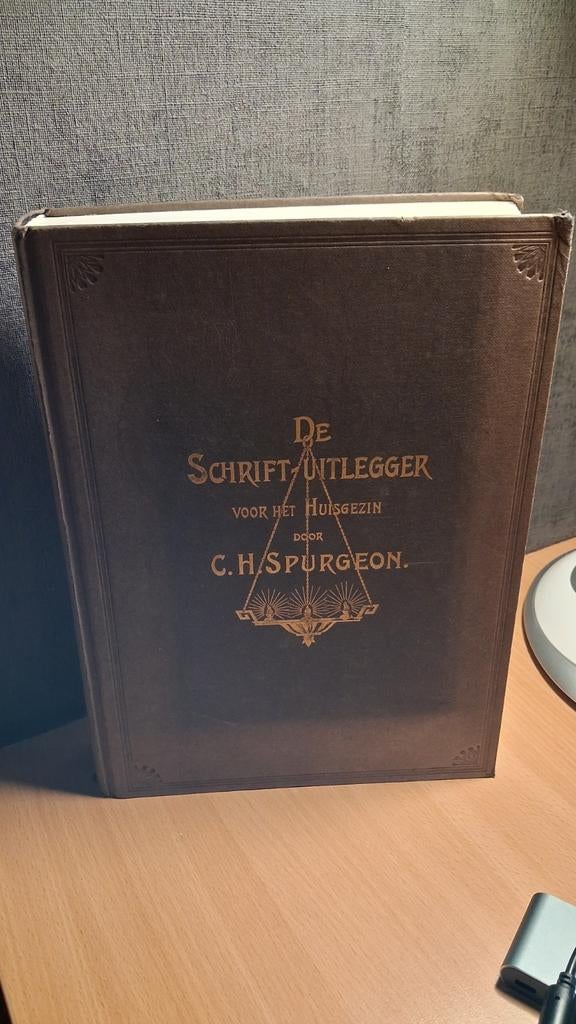 De
Schrift-Uitlegger
voor het Huisgezin
door
C.H.Spurgeon.